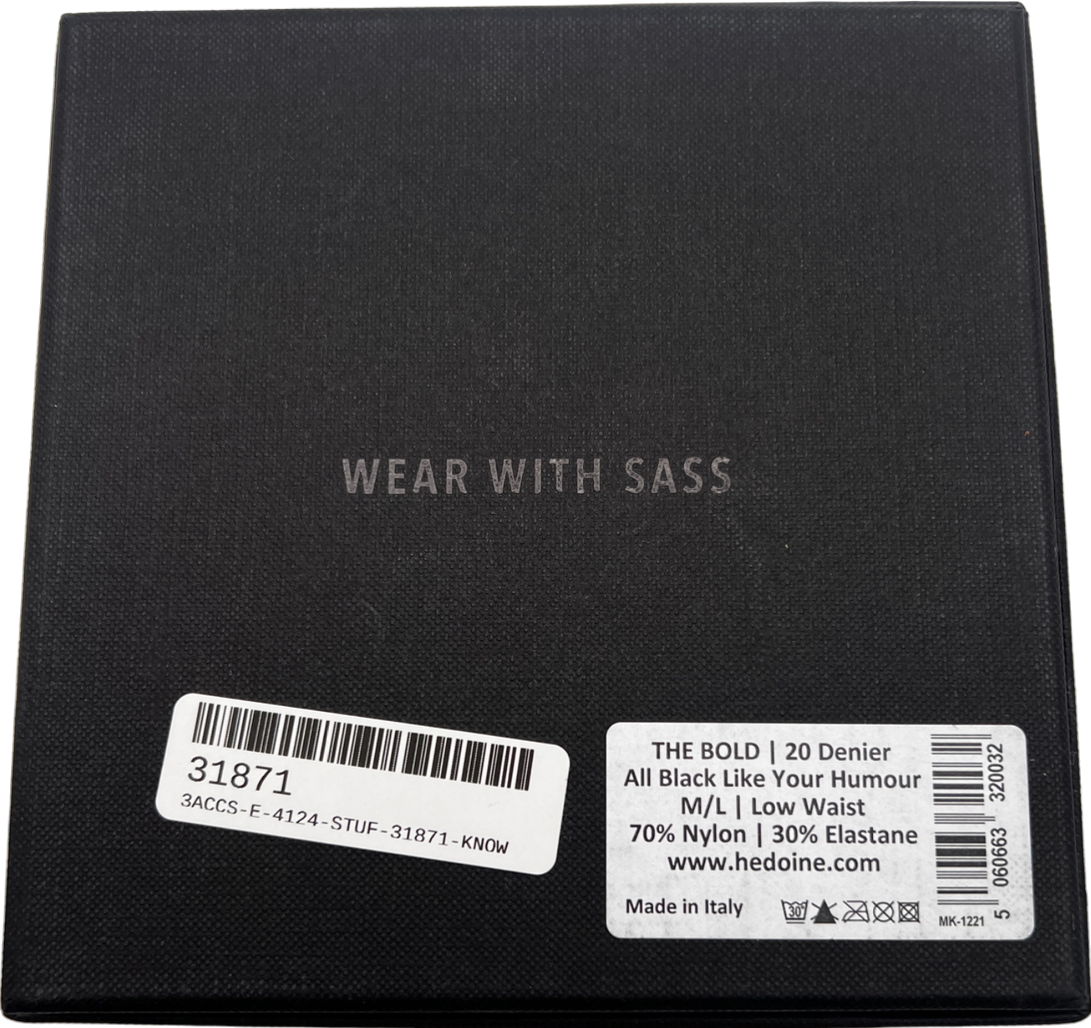 WEAR WITH SASS
31871
3ACCS-E-4124-STUF-31871-KNOW
THE BOLD | 20 Denier
All Black Like Your Humour
M/L | Low Waist
70% Nylon | 30% Elastane
www.hedoine.com
Made in Italy
30°
MK-1221
5 060663 320032